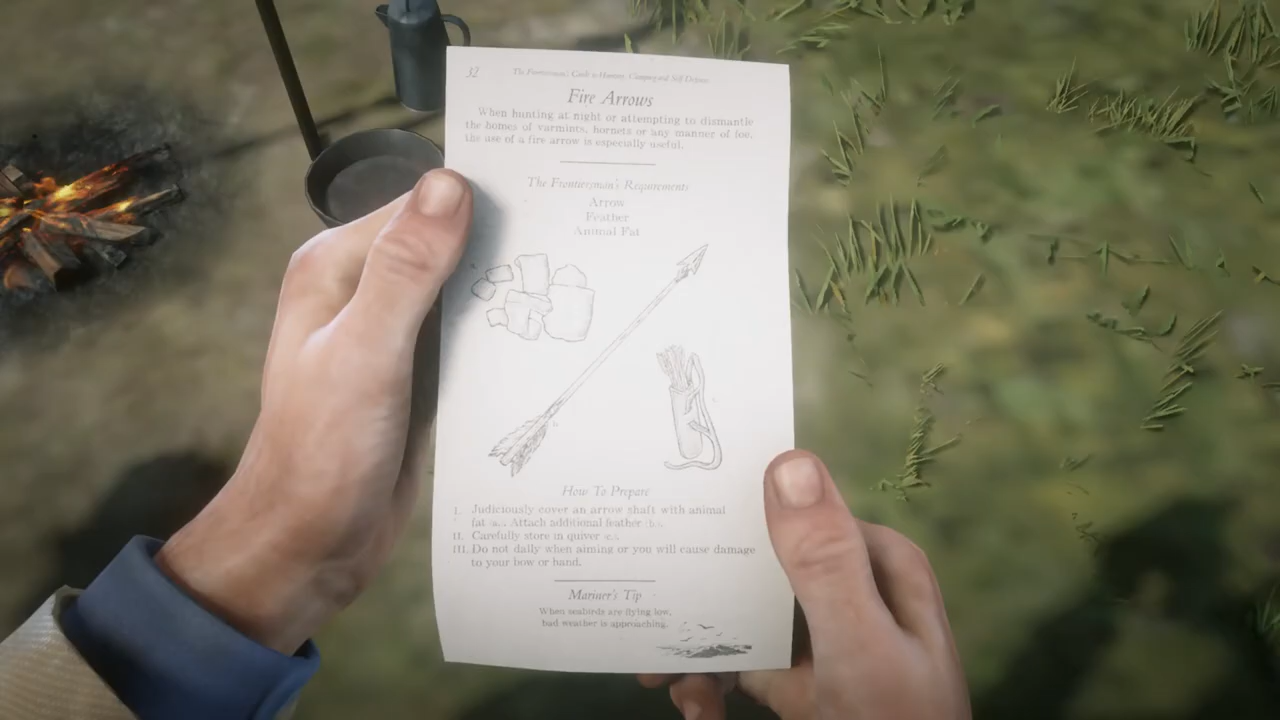 32
The Frontiersman's Guide to Hunting, Camping and Self Defense
Fire Arrows
When hunting at night or attempting to dismantle
the homes of varmints, hornets or any manner of foe,
the use of a fire arrow is especially useful.
The Frontiersman's Requirements
Arrow
Feather
Animal Fat
How To Prepare
I. Judiciously cover an arrow shaft with animal
fat (a.). Attach additional feather (b.).
II. Carefully store in quiver (c.).
III. Do not dally when aiming or you will cause damage
to your bow or hand.
Mariner's Tip
When seabirds are flying low,
bad weather is approaching.